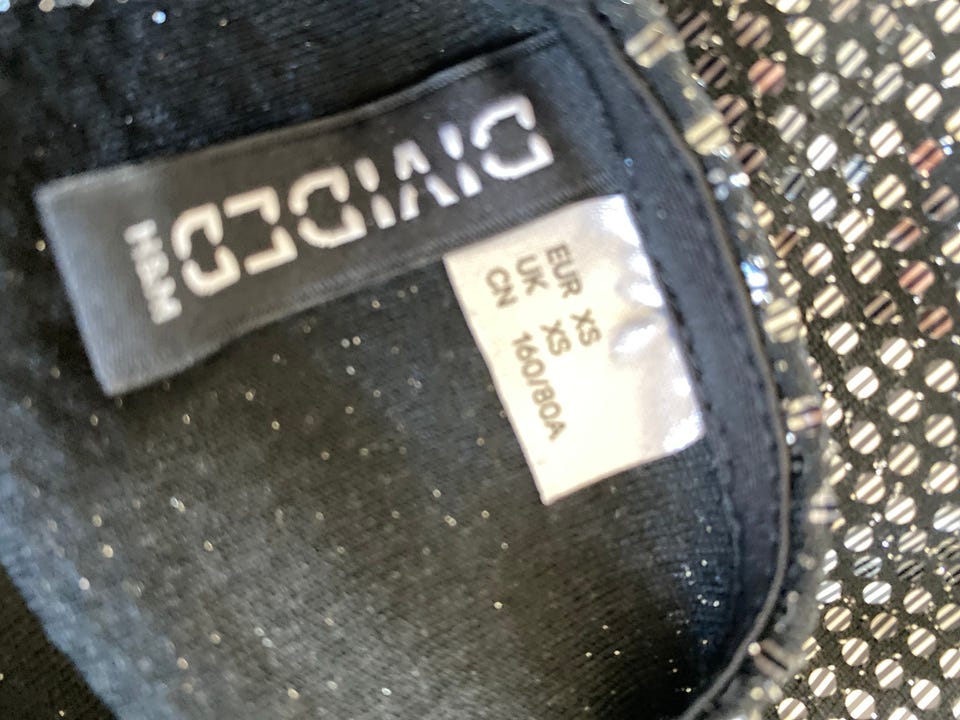 DIVIDED
H&M
EUR XS
UK XS
CN 160/80A